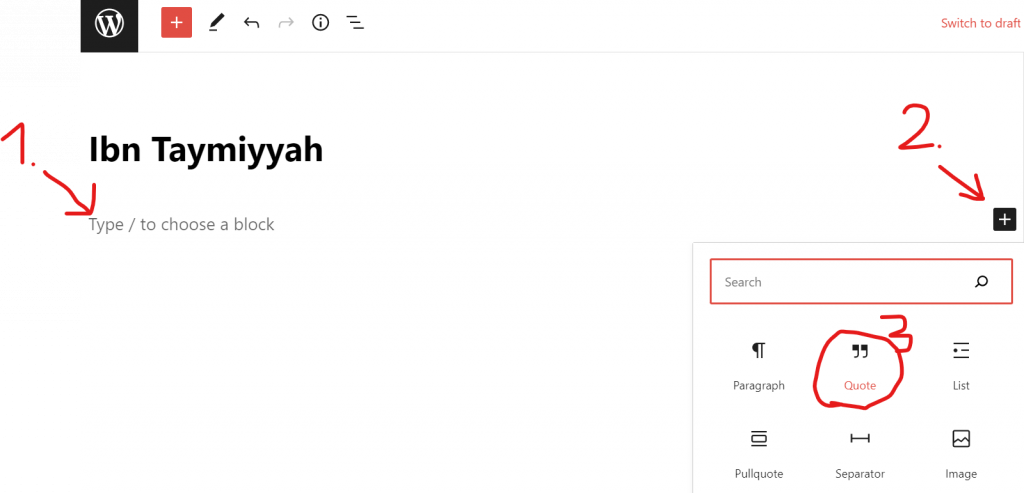 Switch to draft
1.
2.
Ibn Taymiyyah
Type / to choose a block
Search
3
Paragraph
Quote
List
Pullquote
Separator
Image